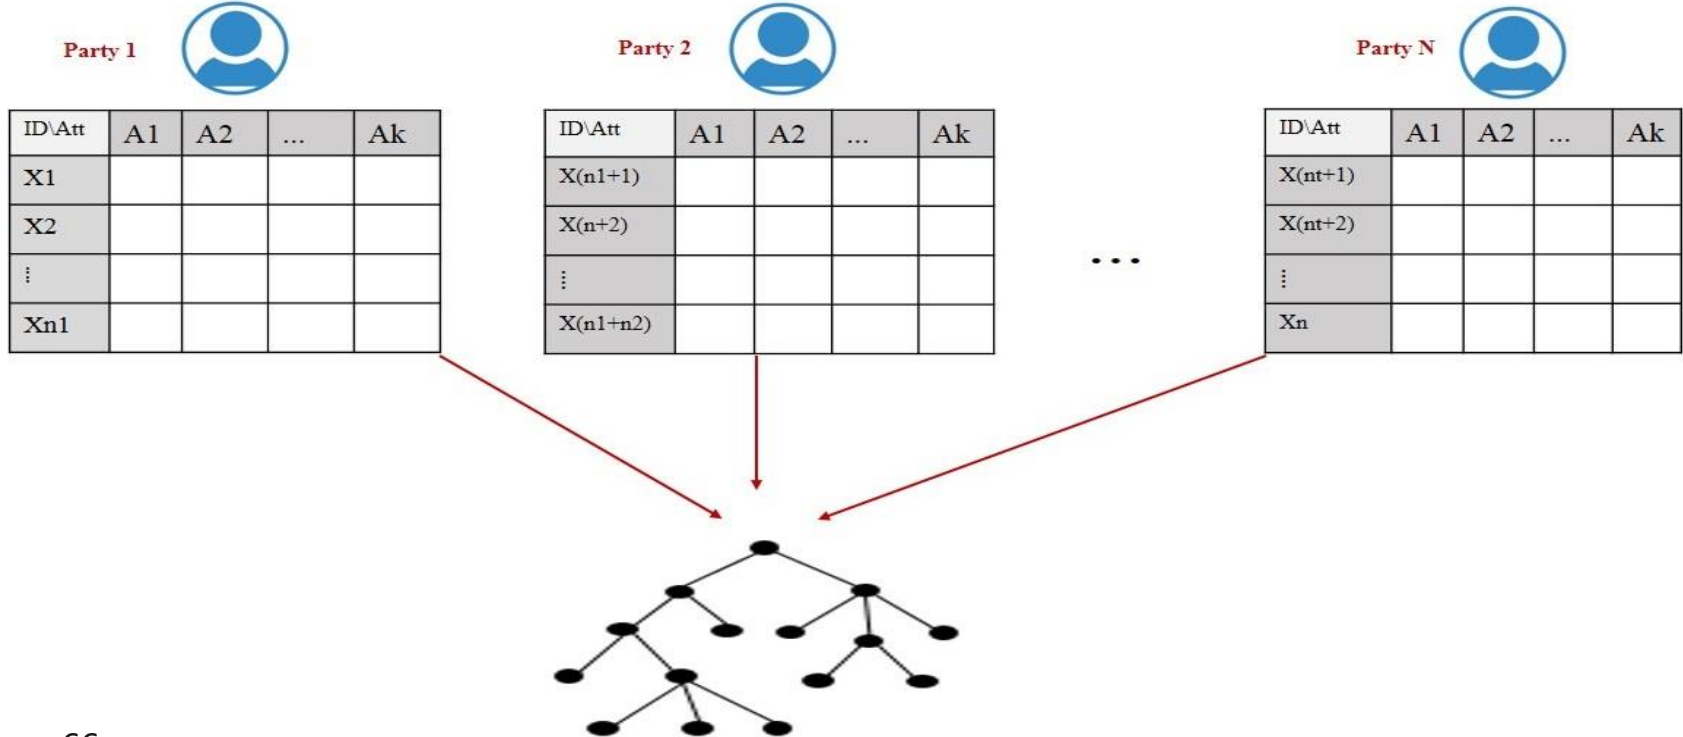 Party 1
Party 2
Party N
ID\Att A1 A2 ... Ak
X1
X2
⁞
Xn1
ID\Att A1 A2 ... Ak
X(n1+1)
X(n+2)
⁞
X(n1+n2)
...
ID\Att A1 A2 ... Ak
X(nt+1)
X(nt+2)
⁞
Xn